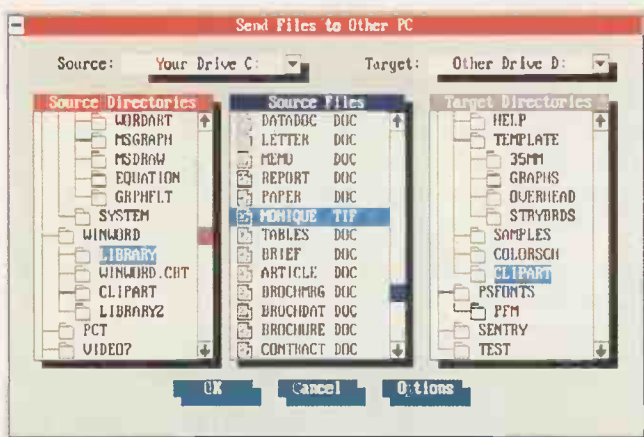 Send Files to Other PC
Source: Your Drive C: Target: Other Drive D:
Source Directories
WORDART
MSGRAPH
MSDRAW
EQUATION
GRPHFLT
SYSTEM
WINWORD
LIBRARY
WINWORD.CBT
CLIPART
LIBRARY2
PCT
VIDEO7
Source Files
DATADOC DOC
LETTER DOC
MEMO DOC
REPORT DOC
PAPER DOC
MONIQUE TIF
TABLES DOC
BRIEF DOC
ARTICLE DOC
BROCHMRG DOC
BROCHDAT DOC
BROCHURE DOC
CONTRACT DOC
Target Directories
HELP
TEMPLATE
35MM
GRAPHS
OVERHEAD
STRYBRDS
SAMPLES
COLORSCH
CLIPART
PSFONTS
PFM
SENTRY
TEST
OK Cancel Options